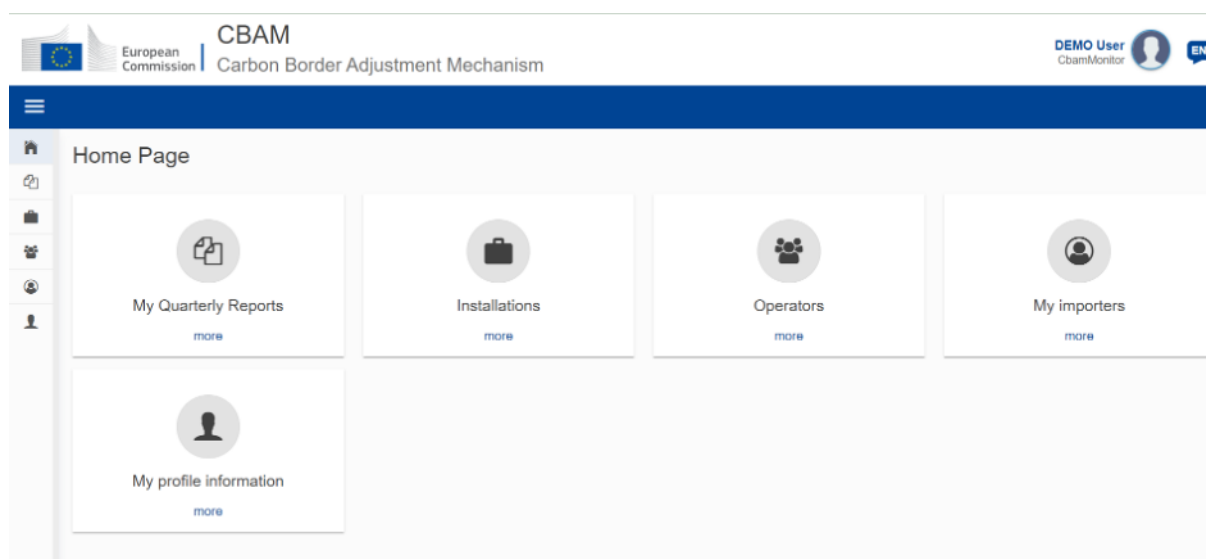 European
Commission
CBAM
Carbon Border Adjustment Mechanism
DEMO User
CbamMonitor
EN
Home Page
My Quarterly Reports
more
Installations
more
Operators
more
My importers
more
My profile information
more